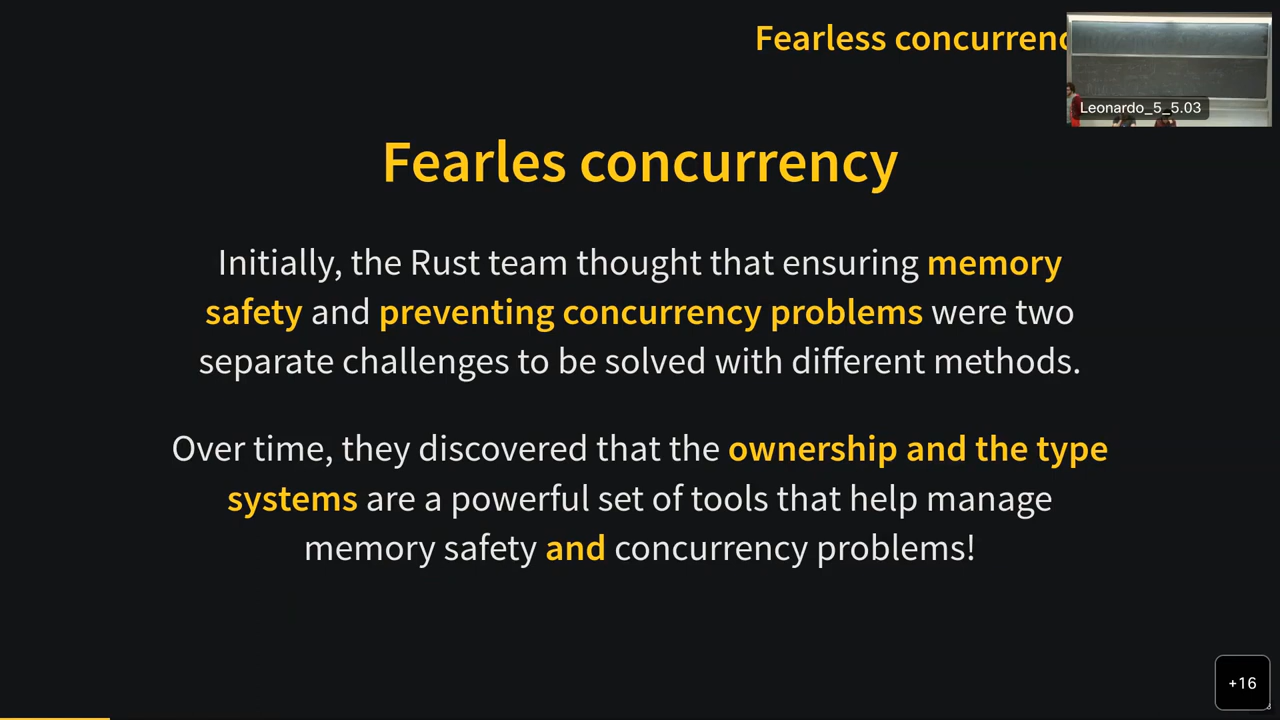 Fearless concurrenc
Leonardo_5_5.03
Fearles concurrency
Initially, the Rust team thought that ensuring memory
safety and preventing concurrency problems were two
separate challenges to be solved with different methods.
Over time, they discovered that the ownership and the type
systems are a powerful set of tools that help manage
memory safety and concurrency problems!
+16